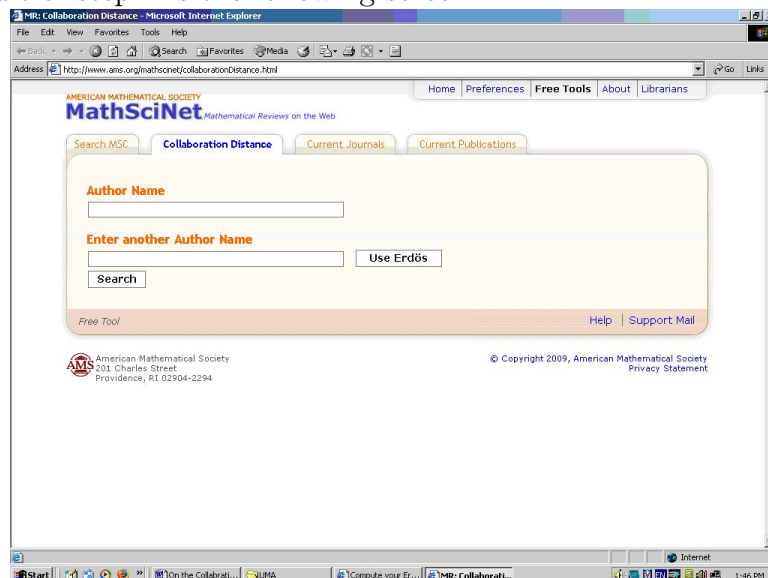 MR: Collaboration Distance - Microsoft Internet Explorer
File Edit View Favorites Tools Help
Back Search Favorites Media
Address http://www.ams.org/mathscinet/collaborationDistance.html Go Links
Home Preferences Free Tools About Librarians
AMERICAN MATHEMATICAL SOCIETY
MathSciNet Mathematical Reviews on the Web
Search MSC Collaboration Distance Current Journals Current Publications
Author Name
Enter another Author Name
Use Erdös
Search
Free Tool Help Support Mail
AMS American Mathematical Society © Copyright 2009, American Mathematical Society
201 Charles Street Privacy Statement
Providence, RI 02904-2294
Internet
Start On the Collabrati... UMA Compute your Er... MR: Collaborati... 1:46 PM